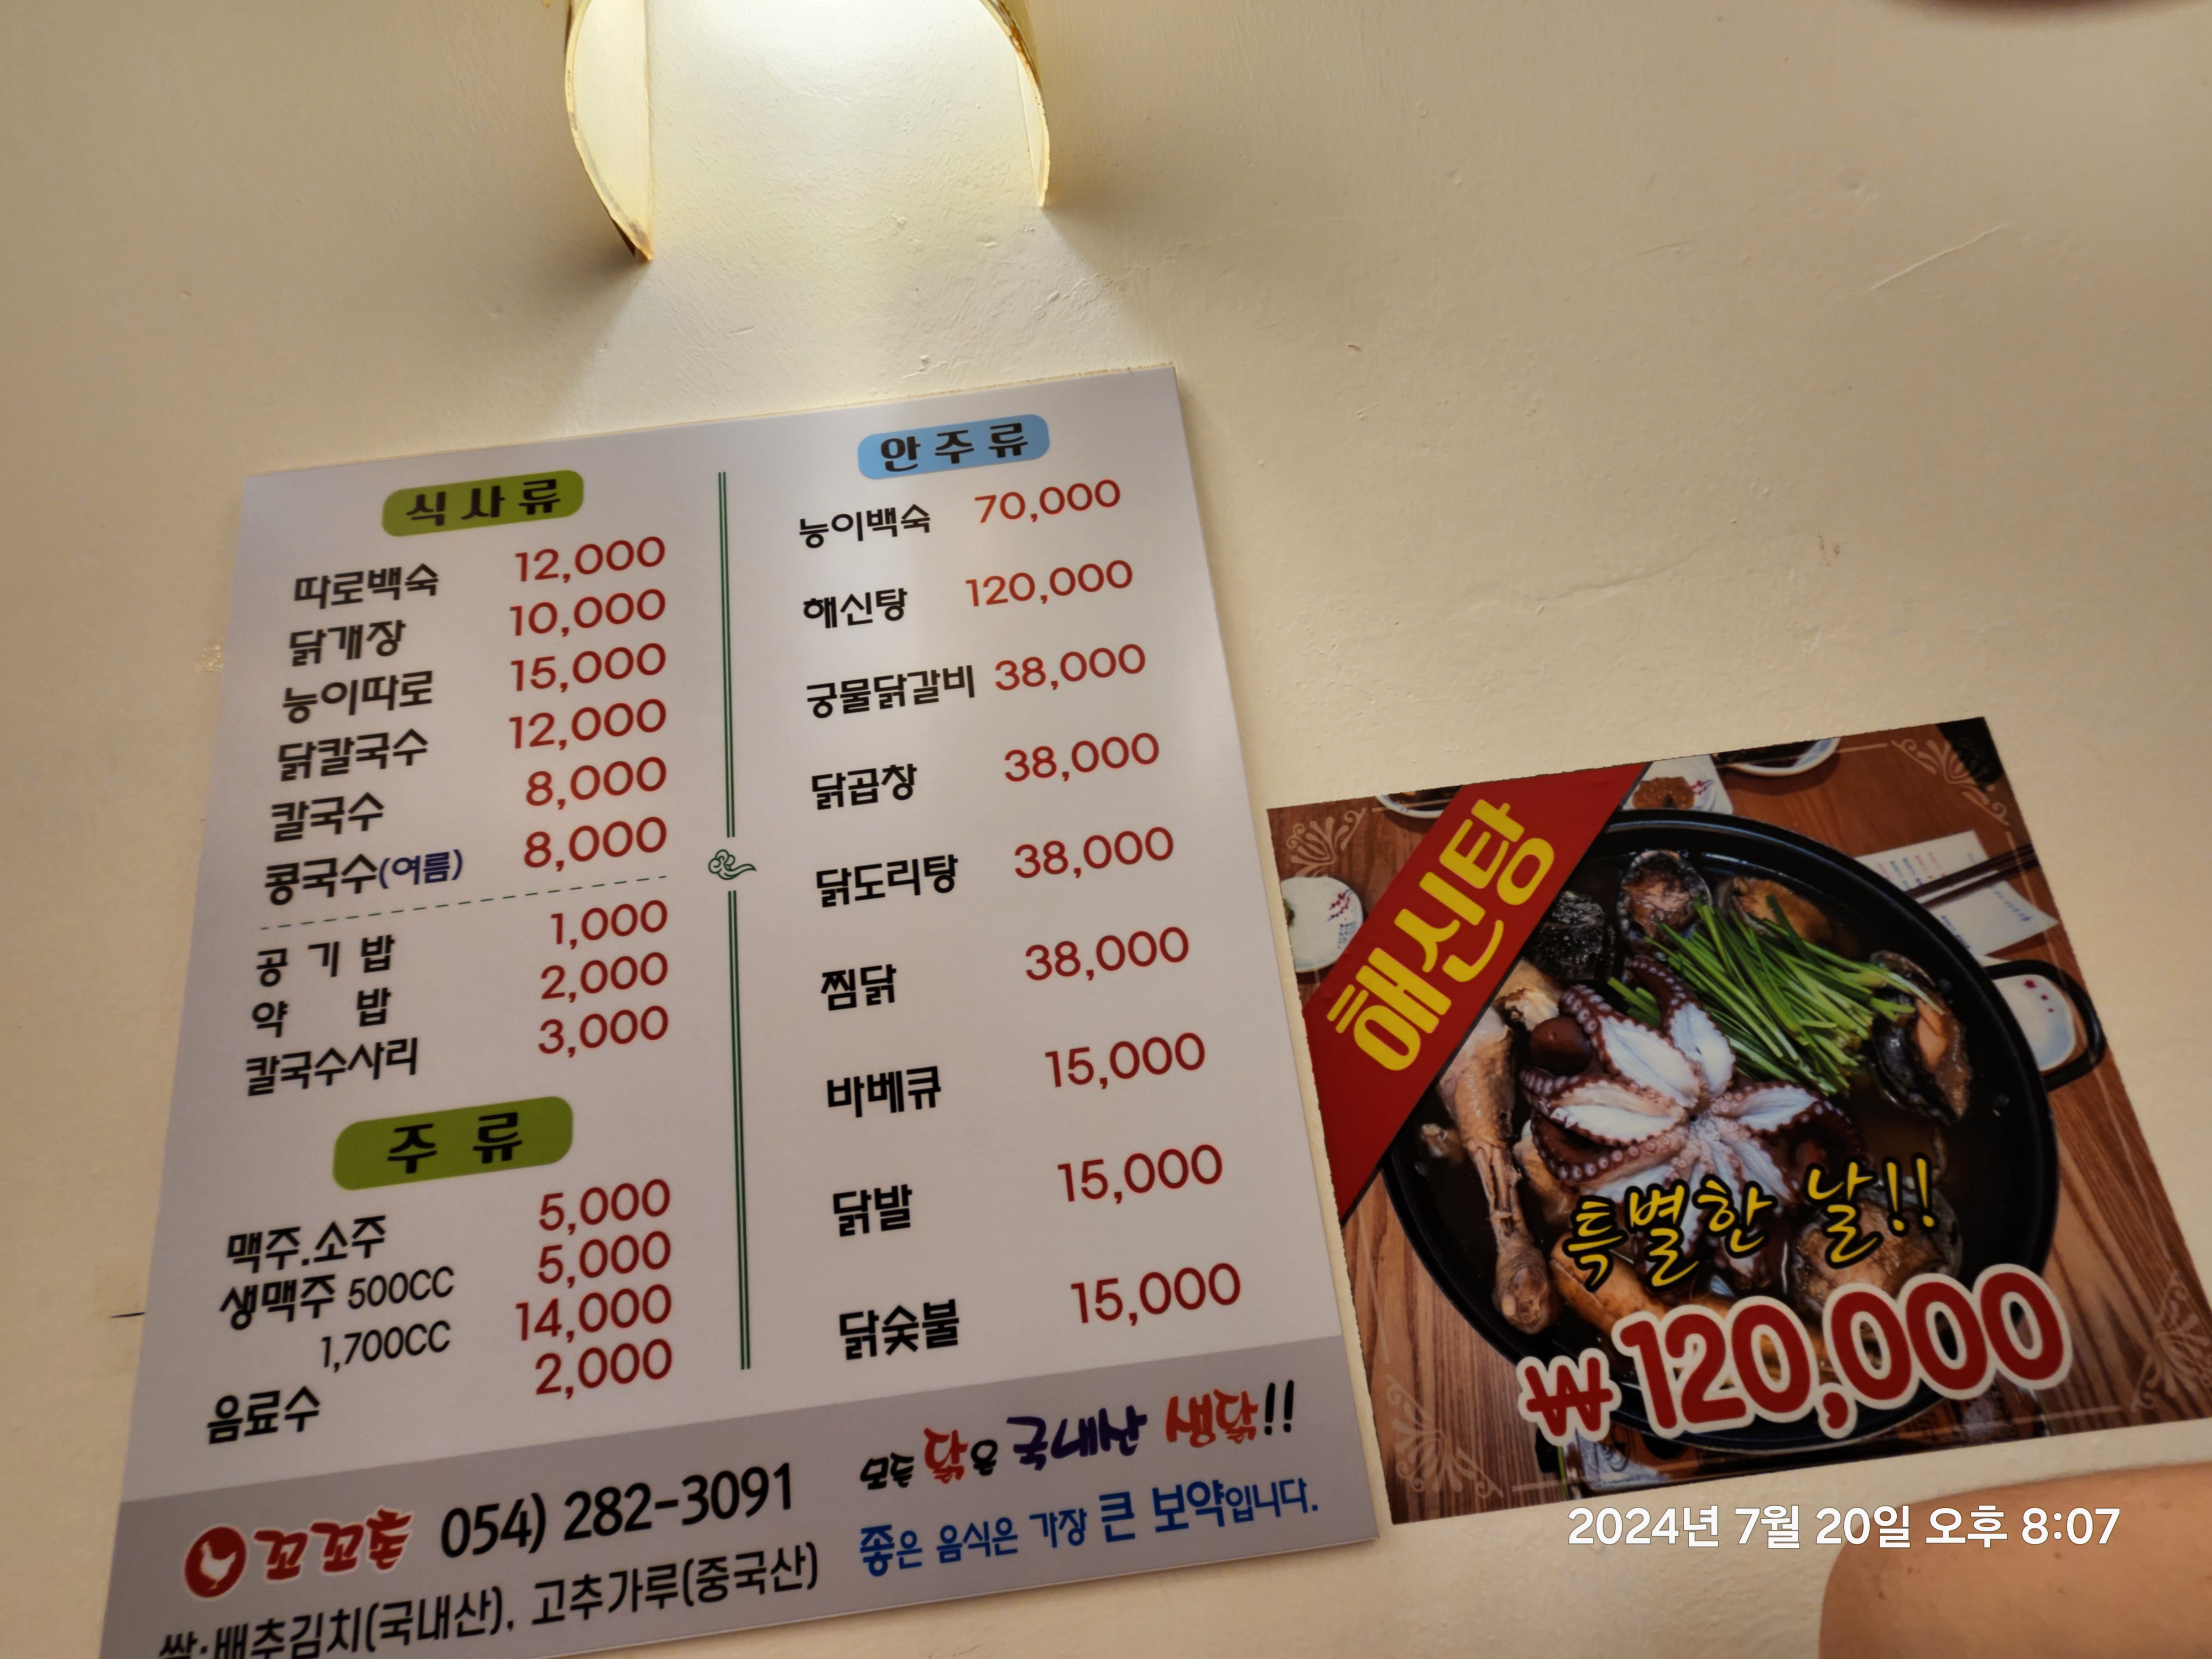 식사류
따로백숙 12,000
닭개장 10,000
능이따로 15,000
닭칼국수 12,000
칼국수 8,000
콩국수(여름) 8,000
공기밥 1,000
약밥 2,000
칼국수사리 3,000
주류
맥주.소주 5,000
생맥주 500CC 5,000
1,700CC 14,000
음료수 2,000
안주류
능이백숙 70,000
해신탕 120,000
궁물닭갈비 38,000
닭곱창 38,000
닭도리탕 38,000
찜닭 38,000
바베큐 15,000
닭발 15,000
닭숯불 15,000
꼬꼬촌 054) 282-3091
쌀·배추김치(국내산), 고추가루(중국산)
모든 닭은 국내산 생닭!!
좋은 음식은 가장 큰 보약입니다.
해신탕
특별한 날!!
₩120,000
2024년 7월 20일 오후 8:07